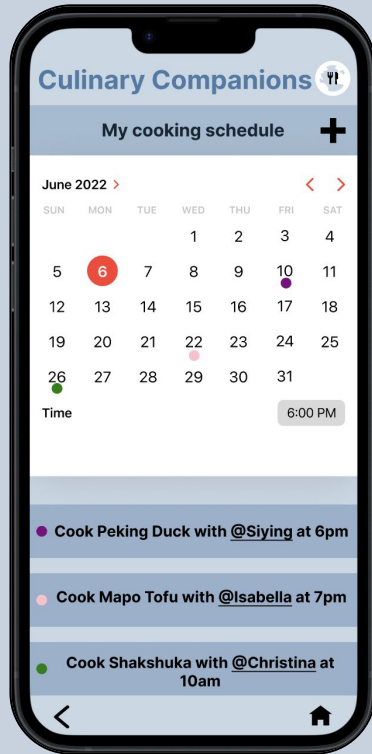 Culinary Companions
My cooking schedule
June 2022 >
SUN MON TUE WED THU FRI SAT
1 2 3 4
5 6 7 8 9 10 11
12 13 14 15 16 17 18
19 20 21 22 23 24 25
26 27 28 29 30 31
Time 6:00 PM
Cook Peking Duck with @Siying at 6pm
Cook Mapo Tofu with @Isabella at 7pm
Cook Shakshuka with @Christina at
10am